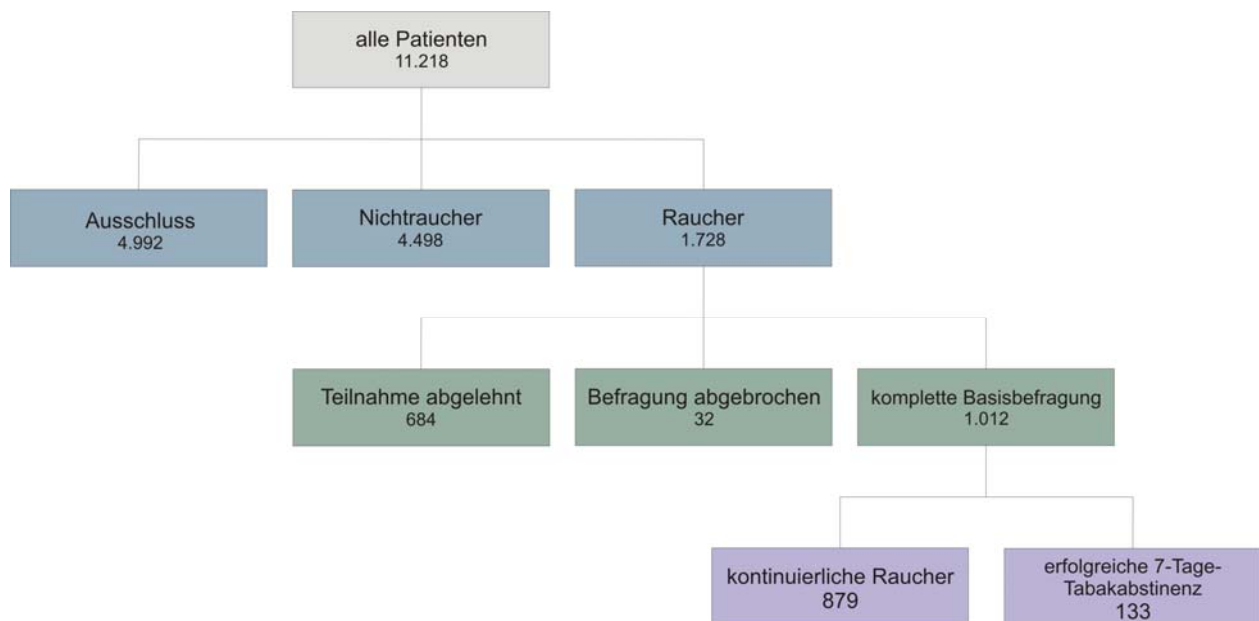 alle Patienten
11.218
Ausschluss
4.992
Nichtraucher
4.498
Raucher
1.728
Teilnahme abgelehnt
684
Befragung abgebrochen
32
komplette Basisbefragung
1.012
kontinuierliche Raucher
879
erfolgreiche 7-Tage-
Tabakabstinenz
133